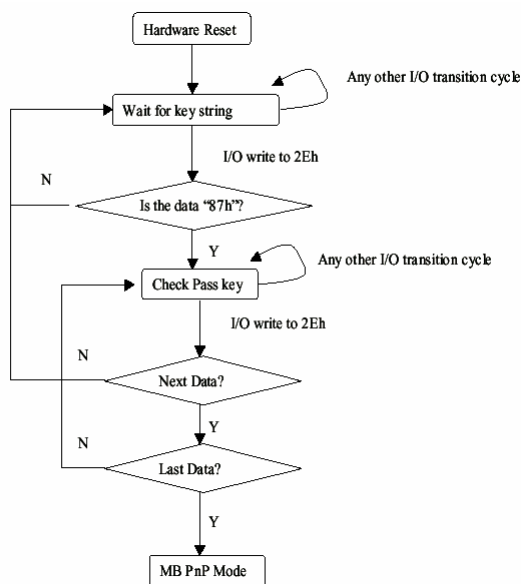 Hardware Reset
Any other I/O transition cycle
Wait for key string
I/O write to 2Eh
N
Is the data “87h”?
Y
Any other I/O transition cycle
Check Pass key
I/O write to 2Eh
N
Next Data?
Y
N
Last Data?
Y
MB PnP Mode